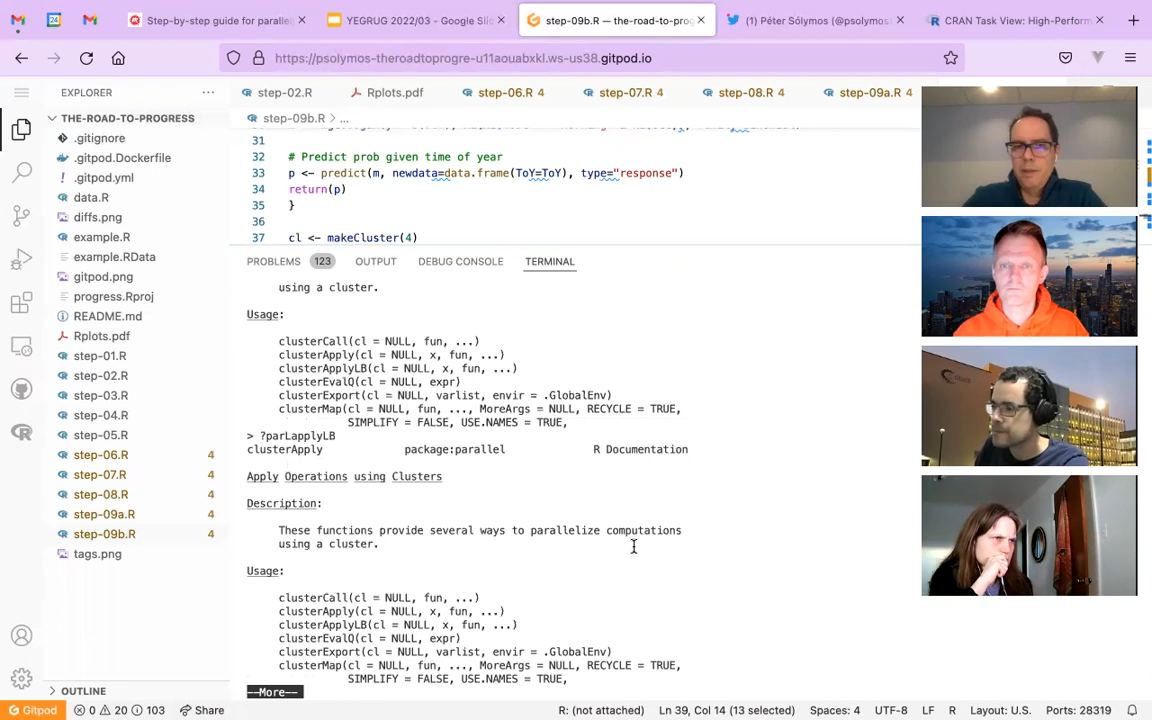 Step-by-step guide for parallel
YEGRUG 2022/03 - Google Sli
step-09b.R — the-road-to-prog
(1) Péter Sólymos (@psolymos
CRAN Task View: High-Perform
https://psolymos-theroadtoprogre-u11aouabxkl.ws-us38.gitpod.io
EXPLORER
step-02.R
Rplots.pdf
step-06.R 4
step-07.R 4
step-08.R 4
step-09a.R 4
THE-ROAD-TO-PROGRESS
step-09b.R > ...
.gitignore
.gitpod.Dockerfile
.gitpod.yml
data.R
diffs.png
example.R
example.RData
gitpod.png
progress.Rproj
README.md
Rplots.pdf
step-01.R
step-02.R
step-03.R
step-04.R
step-05.R
step-06.R 4
step-07.R 4
step-08.R 4
step-09a.R 4
step-09b.R 4
tags.png
OUTLINE
31
32 # Predict prob given time of year
33 p <- predict(m, newdata=data.frame(ToY=ToY), type="response")
34 return(p)
35 }
36
37 cl <- makeCluster(4)
PROBLEMS 123 OUTPUT DEBUG CONSOLE TERMINAL
using a cluster.
Usage:
clusterCall(cl = NULL, fun, ...)
clusterApply(cl = NULL, x, fun, ...)
clusterApplyLB(cl = NULL, x, fun, ...)
clusterEvalQ(cl = NULL, expr)
clusterExport(cl = NULL, varlist, envir = .GlobalEnv)
clusterMap(cl = NULL, fun, ..., MoreArgs = NULL, RECYCLE = TRUE,
SIMPLIFY = FALSE, USE.NAMES = TRUE,
> ?parLapplyLB
clusterApply package:parallel R Documentation
Apply Operations using Clusters
Description:
These functions provide several ways to parallelize computations
using a cluster.
Usage:
clusterCall(cl = NULL, fun, ...)
clusterApply(cl = NULL, x, fun, ...)
clusterApplyLB(cl = NULL, x, fun, ...)
clusterEvalQ(cl = NULL, expr)
clusterExport(cl = NULL, varlist, envir = .GlobalEnv)
clusterMap(cl = NULL, fun, ..., MoreArgs = NULL, RECYCLE = TRUE,
SIMPLIFY = FALSE, USE.NAMES = TRUE,
--More--
Gitpod 0 20 103 Share R: (not attached) Ln 39, Col 14 (13 selected) Spaces: 4 UTF-8 LF R Layout: U.S. Ports: 28319